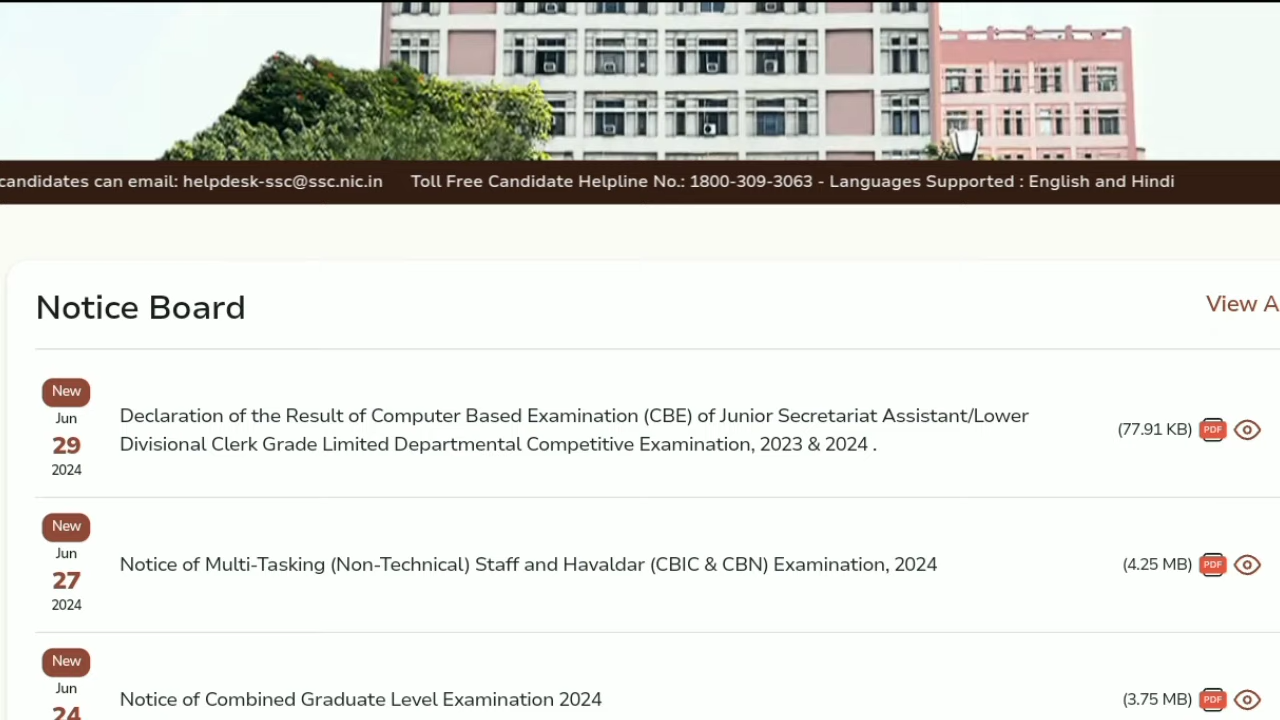 candidates can email: helpdesk-ssc@ssc.nic.in Toll Free Candidate Helpline No.: 1800-309-3063 - Languages Supported : English and Hindi
Notice Board
View A
New
Jun
29
2024
Declaration of the Result of Computer Based Examination (CBE) of Junior Secretariat Assistant/Lower
Divisional Clerk Grade Limited Departmental Competitive Examination, 2023 & 2024 .
(77.91 KB) PDF
New
Jun
27
2024
Notice of Multi-Tasking (Non-Technical) Staff and Havaldar (CBIC & CBN) Examination, 2024
(4.25 MB) PDF
New
Jun
24
Notice of Combined Graduate Level Examination 2024
(3.75 MB) PDF